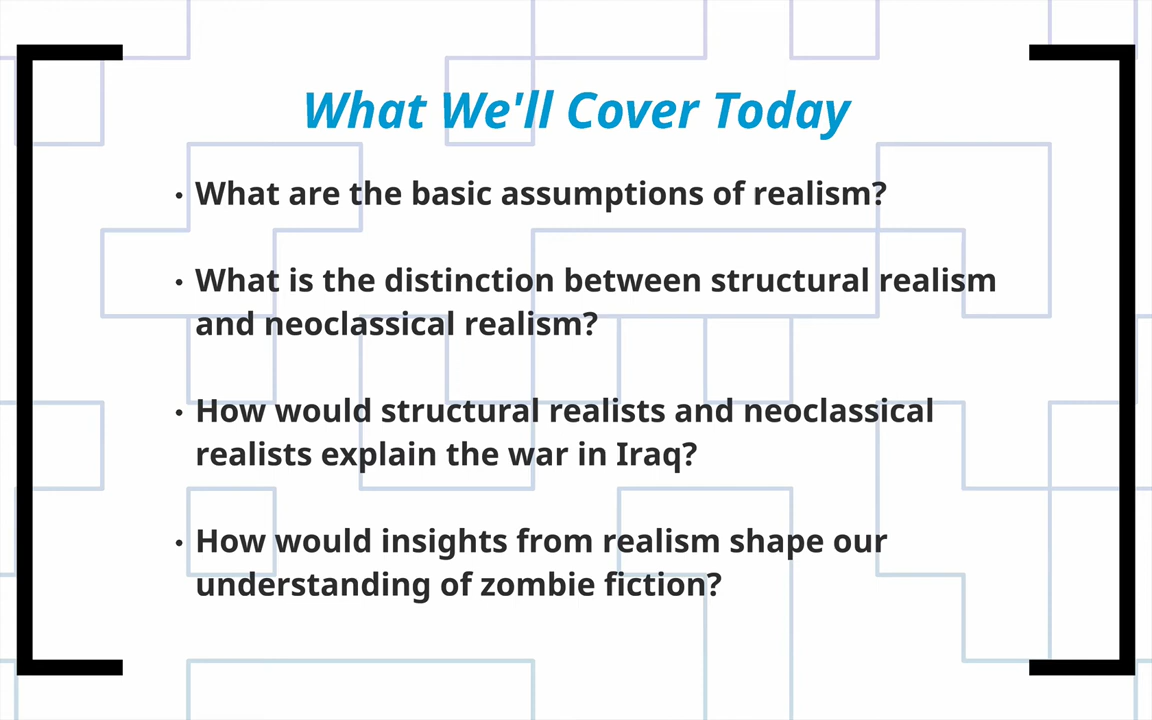 What We'll Cover Today
• What are the basic assumptions of realism?
• What is the distinction between structural realism
and neoclassical realism?
• How would structural realists and neoclassical
realists explain the war in Iraq?
• How would insights from realism shape our
understanding of zombie fiction?